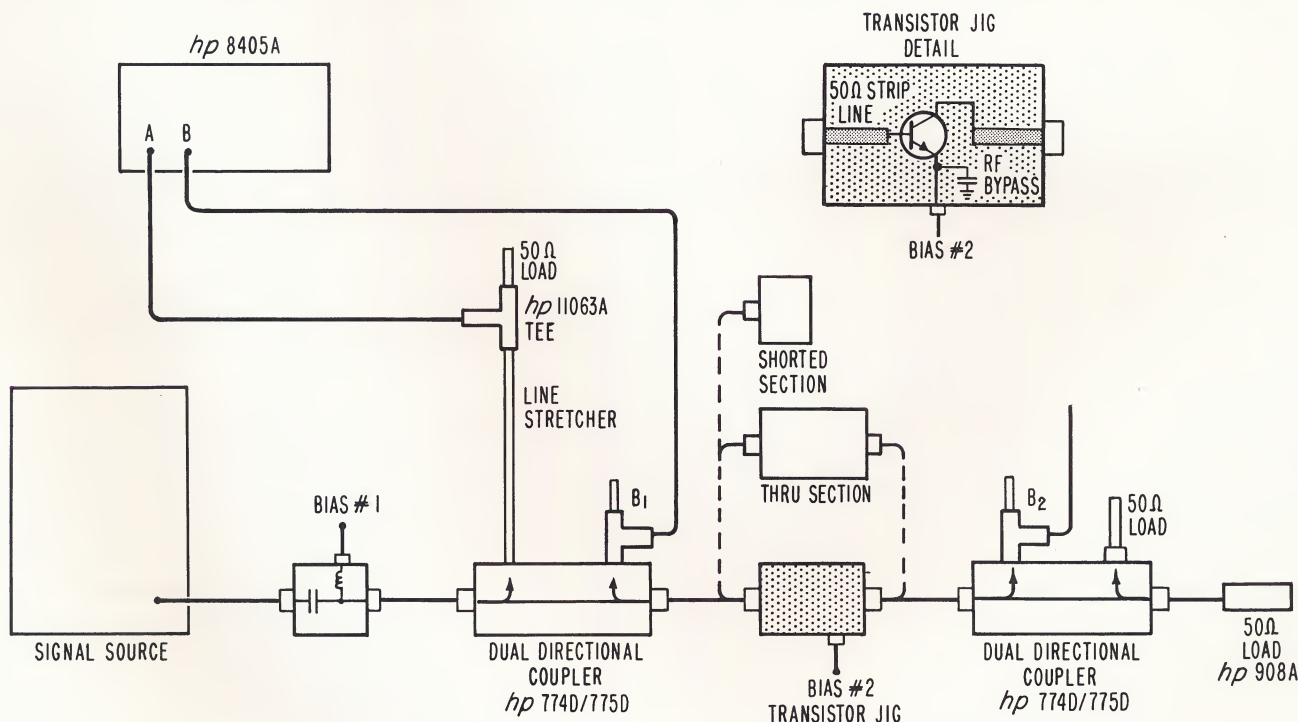 hp 8405A
A B
TRANSISTOR JIG
DETAIL
50Ω STRIP
LINE
RF
BYPASS
BIAS #2
50Ω
LOAD
hp 11063A
TEE
LINE
STRETCHER
SHORTED
SECTION
THRU SECTION
BIAS #1
B1
B2
50Ω
LOAD
SIGNAL SOURCE
DUAL DIRECTIONAL
COUPLER
hp 774D/775D
BIAS #2
TRANSISTOR JIG
DUAL DIRECTIONAL
COUPLER
hp 774D/775D
50Ω
LOAD
hp 908A